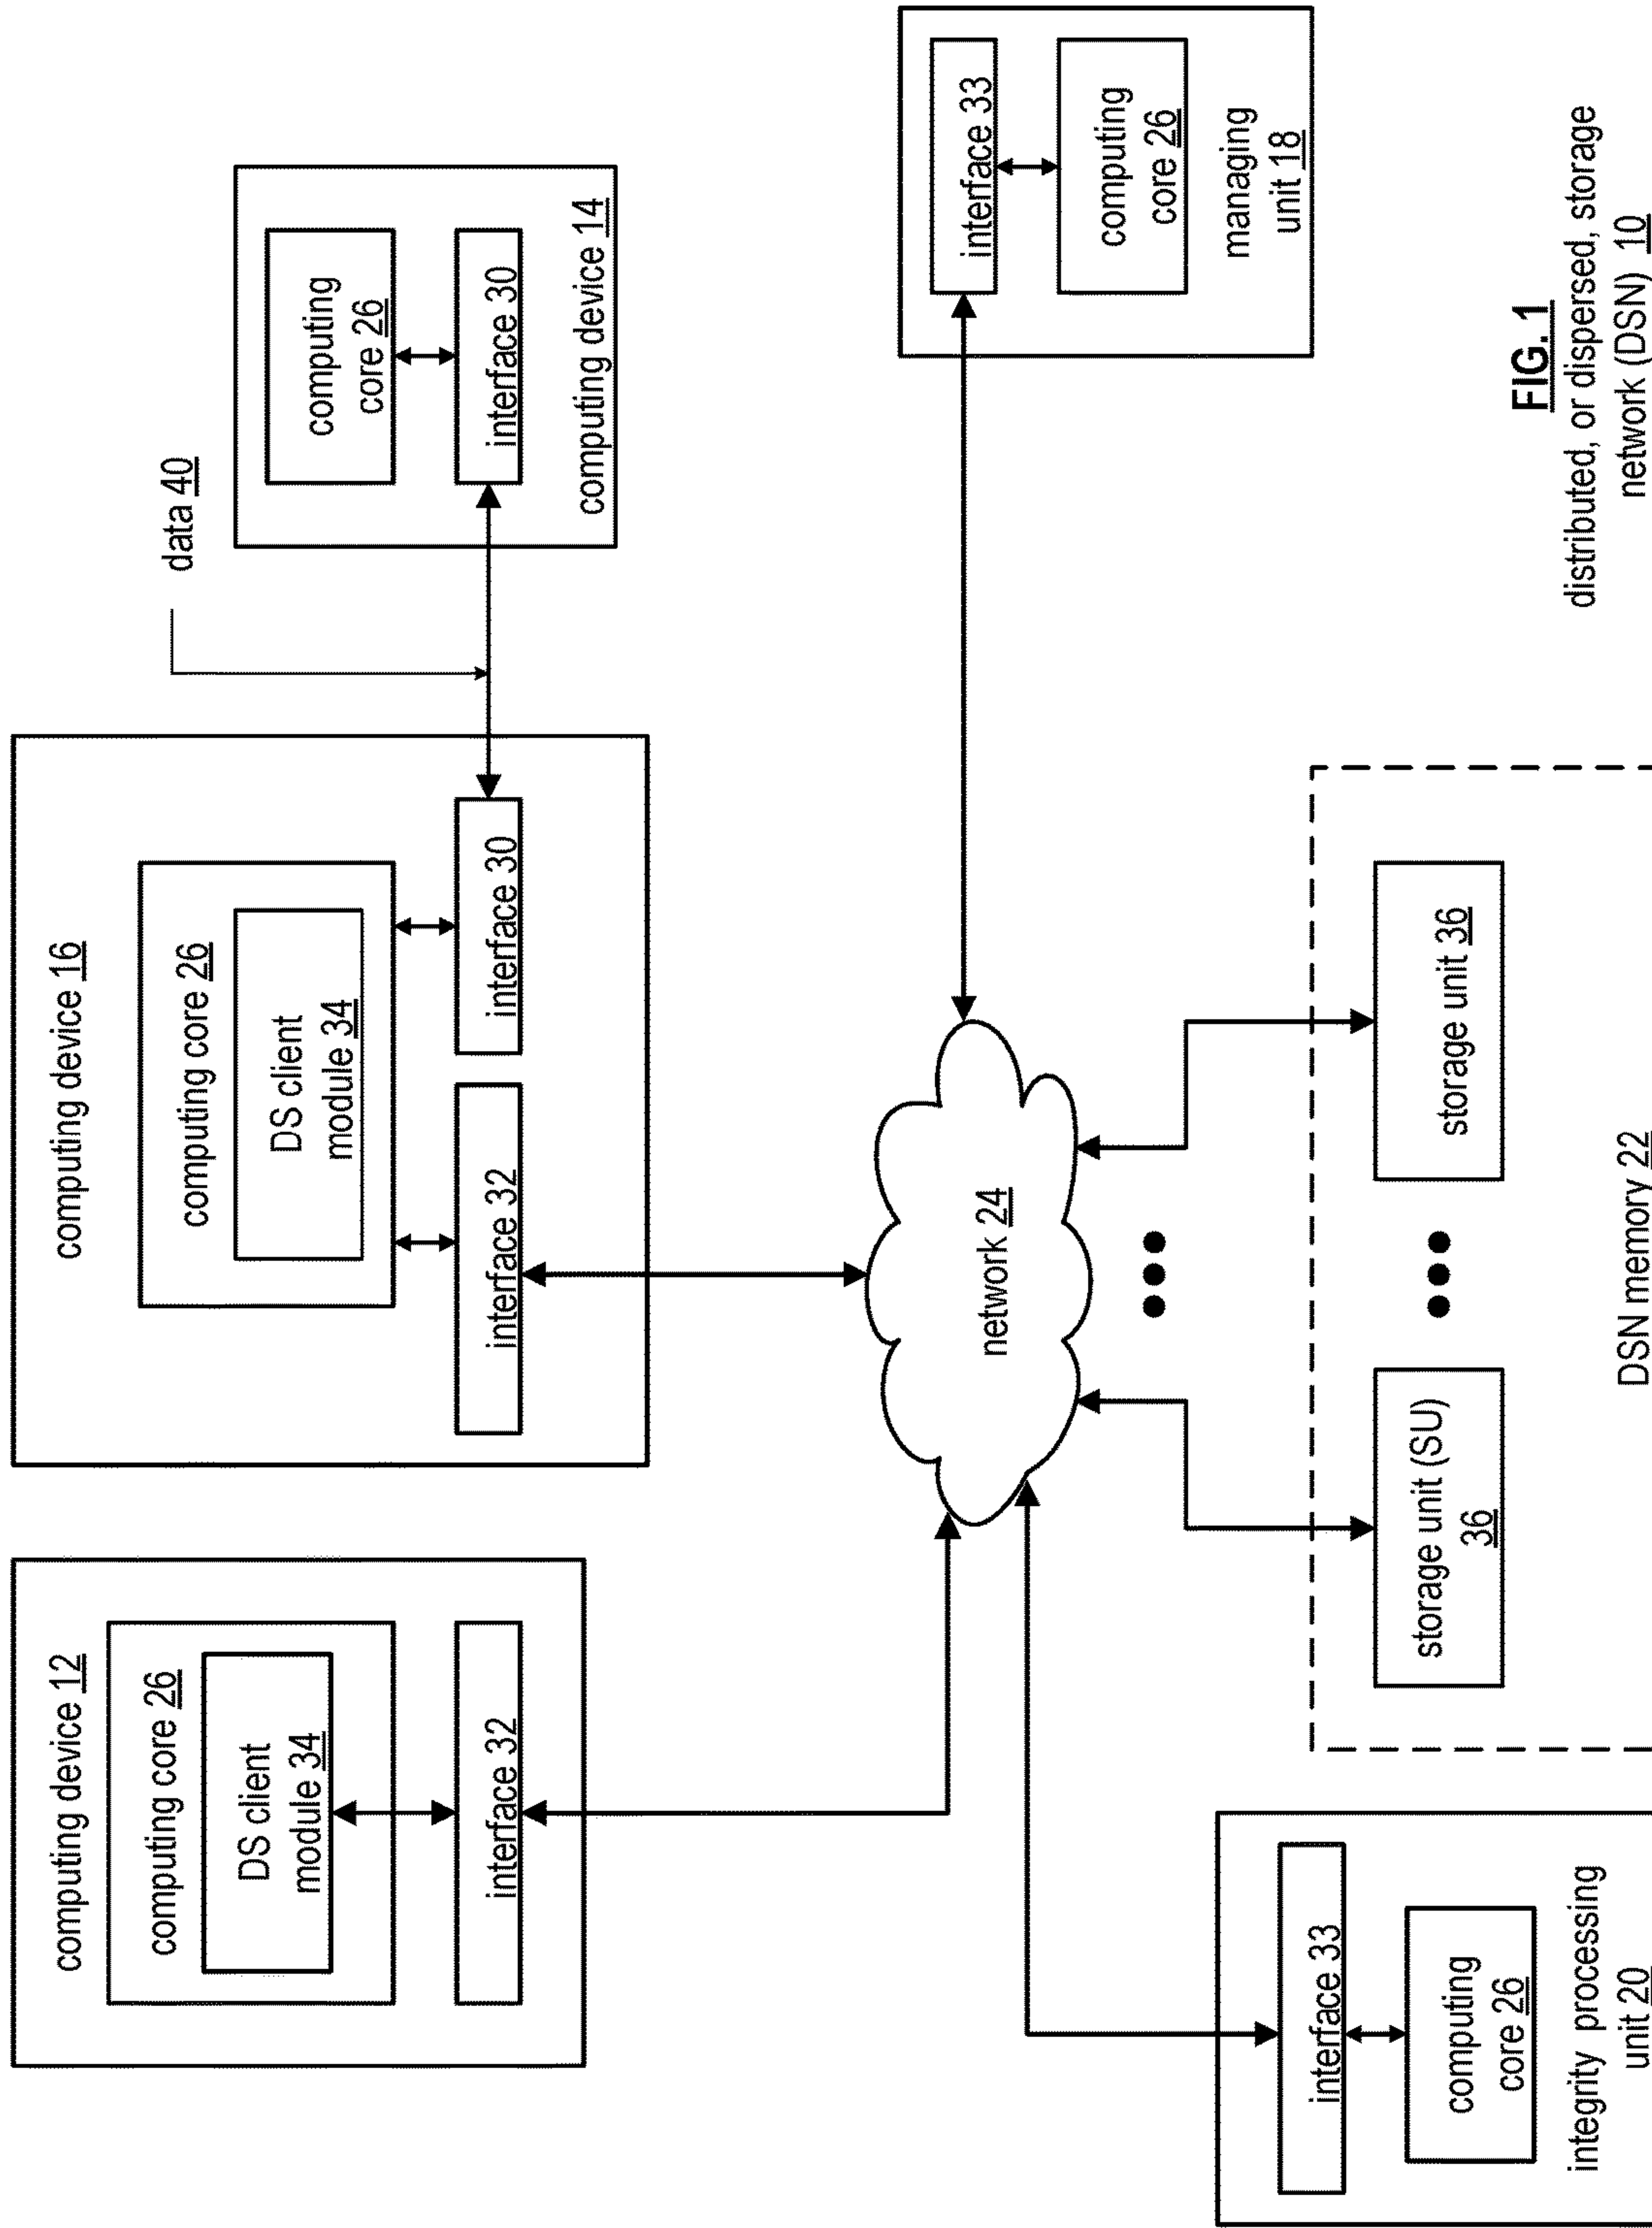 computing device 12
computing core 26
DS client
module 34
interface 32
computing device 16
computing core 26
DS client
module 34
interface 32
interface 30
data 40
computing
core 26
interface 30
computing device 14
network 24
interface 33
computing
core 26
managing
unit 18
interface 33
computing
core 26
integrity processing
unit 20
storage unit (SU)
36
storage unit 36
DSN memory 22
FIG. 1
distributed, or dispersed, storage
network (DSN) 10